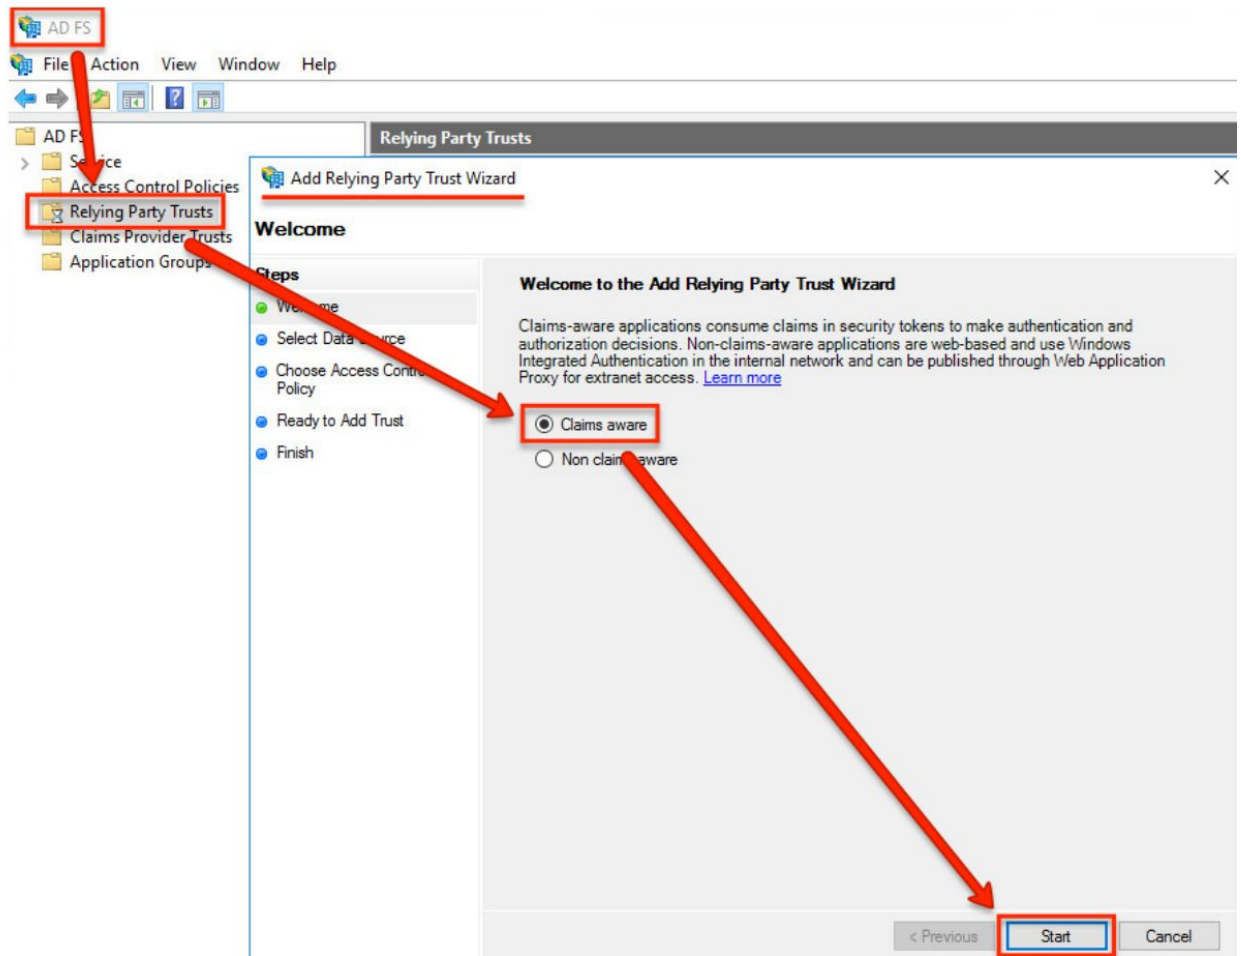 AD FS
File Action View Window Help
AD FS
Service
Access Control Policies
Relying Party Trusts
Claims Provider Trusts
Application Groups
Relying Party Trusts
Add Relying Party Trust Wizard
Welcome
Steps
Welcome
Select Data Source
Choose Access Control
Policy
Ready to Add Trust
Finish
Welcome to the Add Relying Party Trust Wizard
Claims-aware applications consume claims in security tokens to make authentication and
authorization decisions. Non-claims-aware applications are web-based and use Windows
Integrated Authentication in the internal network and can be published through Web Application
Proxy for extranet access. Learn more
Claims aware
Non claims aware
< Previous
Start
Cancel